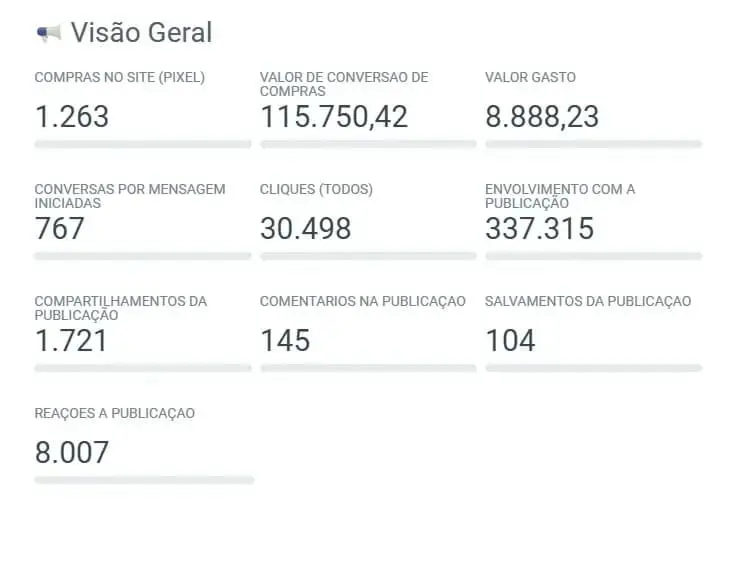 Visão Geral
COMPRAS NO SITE (PIXEL)
1.263
VALOR DE CONVERSAO DE
COMPRAS
115.750,42
VALOR GASTO
8.888,23
CONVERSAS POR MENSAGEM
INICIADAS
767
CLIQUES (TODOS)
30.498
ENVOLVIMENTO COM A
PUBLICAÇÃO
337.315
COMPARTILHAMENTOS DA
PUBLICAÇÃO
1.721
COMENTARIOS NA PUBLICAÇAO
145
SALVAMENTOS DA PUBLICAÇAO
104
REAÇOES A PUBLICAÇAO
8.007